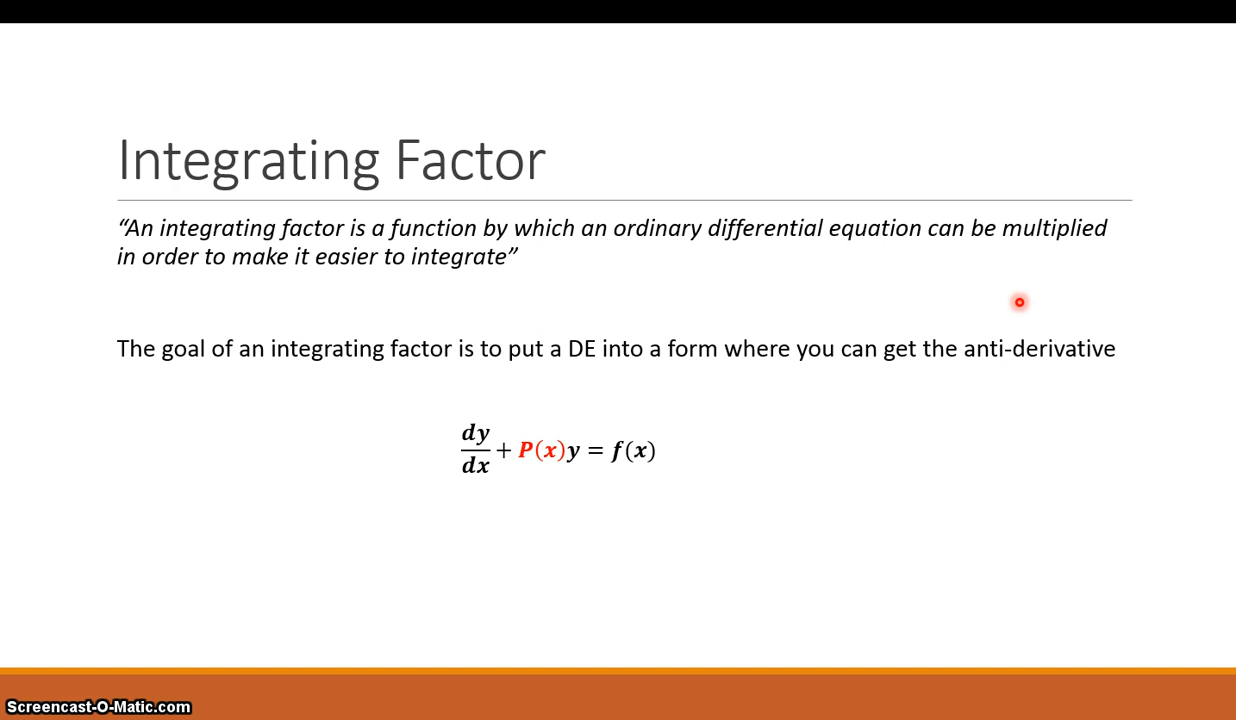 Integrating Factor
“An integrating factor is a function by which an ordinary differential equation can be multiplied
in order to make it easier to integrate”
The goal of an integrating factor is to put a DE into a form where you can get the anti-derivative
dy/dx + P(x)y = f(x)
Screencast-O-Matic.com